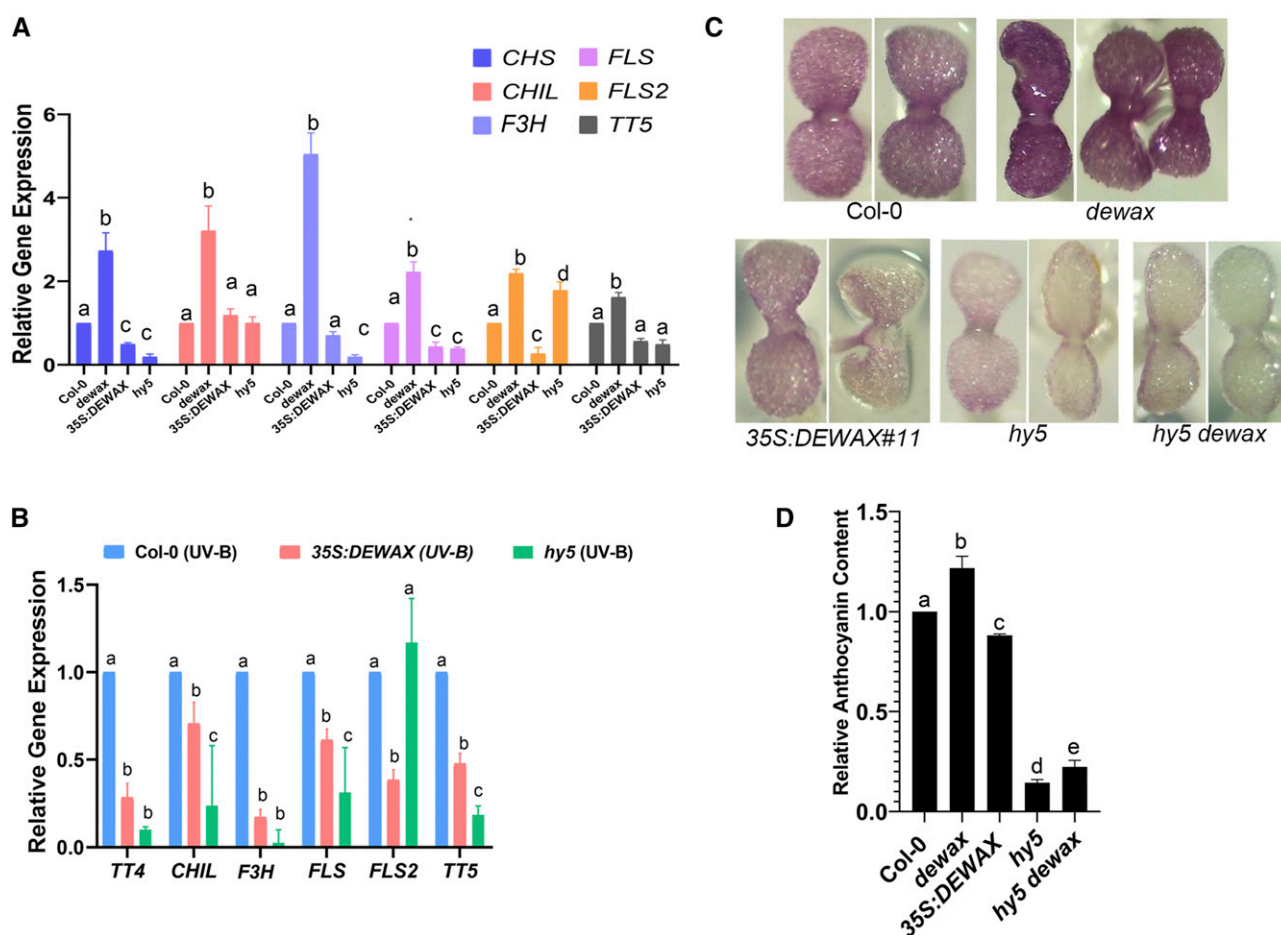 A
CHS
FLS
CHIL
FLS2
F3H
TT5
Relative Gene Expression
6
4
2
0
a b c c
a b a a
a b a c
a b c c
a b c d
a b a a
Col-0 dewax 35S:DEWAX hy5
Col-0 dewax 35S:DEWAX hy5
Col-0 dewax 35S:DEWAX hy5
Col-0 dewax 35S:DEWAX hy5
Col-0 dewax 35S:DEWAX hy5
Col-0 dewax 35S:DEWAX hy5
B
Col-0 (UV-B)
35S:DEWAX (UV-B)
hy5 (UV-B)
Relative Gene Expression
1.5
1.0
0.5
0.0
a b b
a b c
a b b
a b c
a b a
a b c
TT4 CHIL F3H FLS FLS2 TT5
C
Col-0
dewax
35S:DEWAX#11
hy5
hy5 dewax
D
Relative Anthocyanin Content
1.5
1.0
0.5
0.0
a b c d e
Col-0
dewax
35S:DEWAX
hy5
hy5 dewax